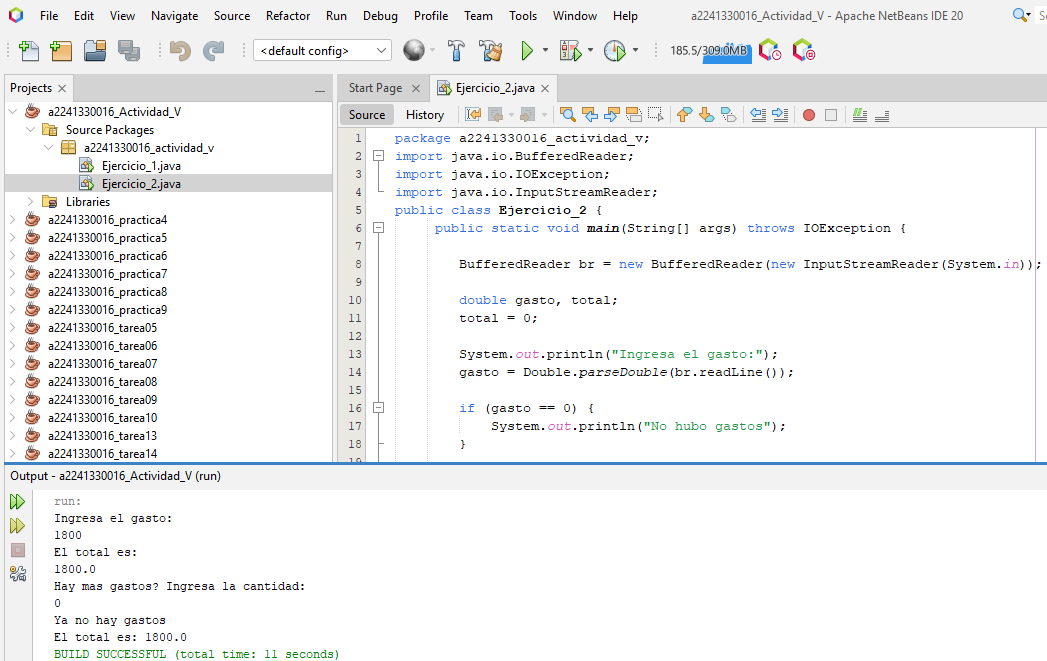 File Edit View Navigate Source Refactor Run Debug Profile Team Tools Window Help a2241330016_Actividad_V - Apache NetBeans IDE 20
<default config> 185.5/309.0MB
Projects
a2241330016_Actividad_V
Source Packages
a2241330016_actividad_v
Ejercicio_1.java
Ejercicio_2.java
Libraries
a2241330016_practica4
a2241330016_practica5
a2241330016_practica6
a2241330016_practica7
a2241330016_practica8
a2241330016_practica9
a2241330016_tarea05
a2241330016_tarea06
a2241330016_tarea07
a2241330016_tarea08
a2241330016_tarea09
a2241330016_tarea10
a2241330016_tarea13
a2241330016_tarea14
Start Page Ejercicio_2.java
Source History
1 package a2241330016_actividad_v;
2 import java.io.BufferedReader;
3 import java.io.IOException;
4 import java.io.InputStreamReader;
5 public class Ejercicio_2 {
6 public static void main(String[] args) throws IOException {
7
8 BufferedReader br = new BufferedReader(new InputStreamReader(System.in));
9
10 double gasto, total;
11 total = 0;
12
13 System.out.println("Ingresa el gasto:");
14 gasto = Double.parseDouble(br.readLine());
15
16 if (gasto == 0) {
17 System.out.println("No hubo gastos");
18 }
19
Output - a2241330016_Actividad_V (run)
run:
Ingresa el gasto:
1800
El total es:
1800.0
Hay mas gastos? Ingresa la cantidad:
0
Ya no hay gastos
El total es: 1800.0
BUILD SUCCESSFUL (total time: 11 seconds)